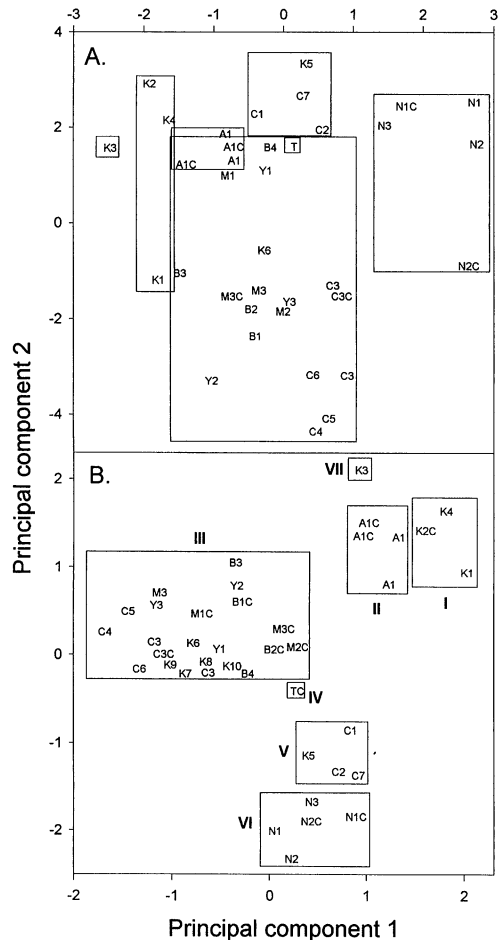 -3 -2 -1 0 1 2 3
4
A.
K5
K2
C7
A1C N1
C1
K4 N3
2 A1 C2
K3 A1C B4 T N2
A1C A1
M1 Y1
0
K6
B3 N2C
K1 M3 C3
M3C Y3 C3C
B2 M2
-2
B1
Y2 C6 C3
-4 C5
C4
Principal component 2
B.
2 VII K3
K4
A1C
III A1C A1 K2C
1 B3 K1
Y2 A1
M3
Y3 B1C II I
C5 M1C
C4 M3C
C13 K6 Y1 B2C M2C
0 C3C
C6 K9 K8 K10
K7 C3 B4
TC IV
C1
-1 V K5
C2 C7
N3
VI N2C N1C
-2 N1
N2
-2 -1 0 1 2
Principal component 1